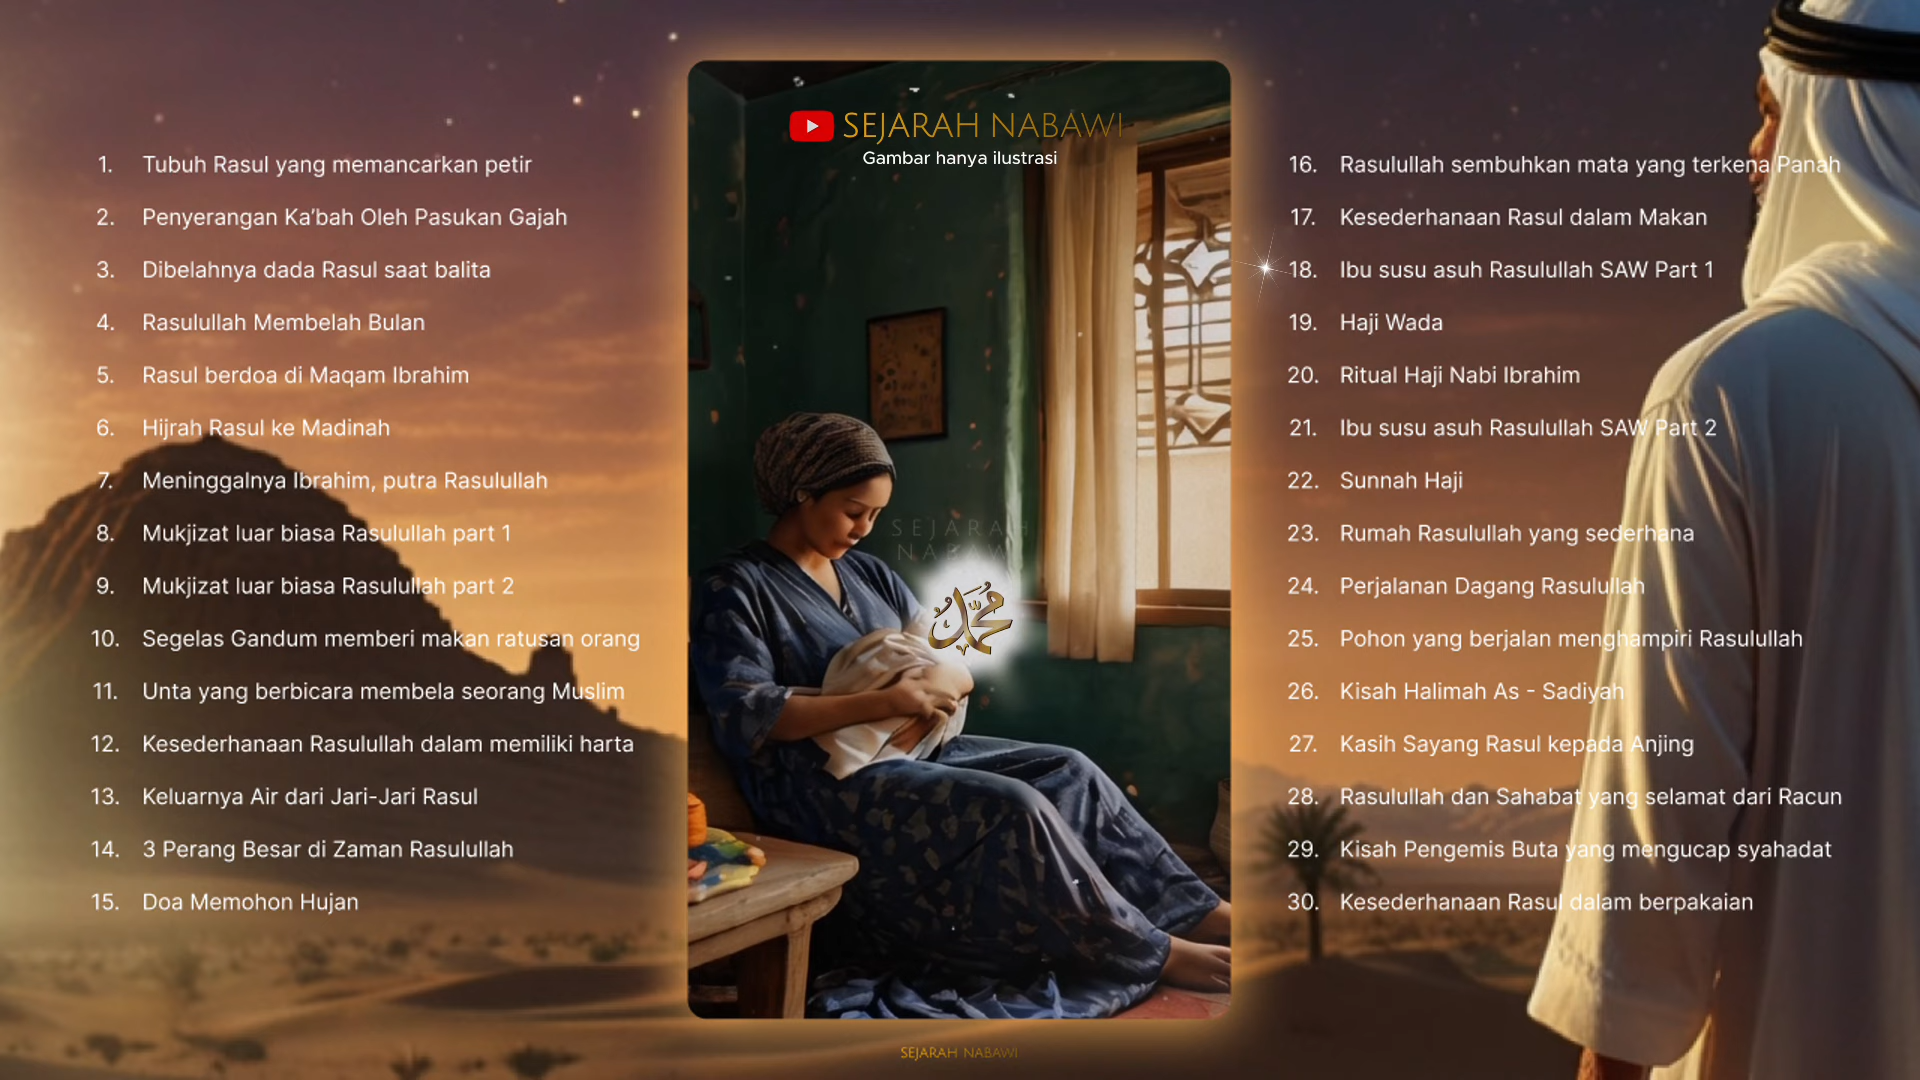 SEJARAH NABAWI
Gambar hanya ilustrasi
1. Tubuh Rasul yang memancarkan petir
2. Penyerangan Ka’bah Oleh Pasukan Gajah
3. Dibelahnya dada Rasul saat balita
4. Rasulullah Membelah Bulan
5. Rasul berdoa di Maqam Ibrahim
6. Hijrah Rasul ke Madinah
7. Meninggalnya Ibrahim, putra Rasulullah
8. Mukjizat luar biasa Rasulullah part 1
9. Mukjizat luar biasa Rasulullah part 2
10. Segelas Gandum memberi makan ratusan orang
11. Unta yang berbicara membela seorang Muslim
12. Kesederhanaan Rasulullah dalam memiliki harta
13. Keluarnya Air dari Jari-Jari Rasul
14. 3 Perang Besar di Zaman Rasulullah
15. Doa Memohon Hujan
SEJARAH
NABAWI
محمد
16. Rasulullah sembuhkan mata yang terkena Panah
17. Kesederhanaan Rasul dalam Makan
18. Ibu susu asuh Rasulullah SAW Part 1
19. Haji Wada
20. Ritual Haji Nabi Ibrahim
21. Ibu susu asuh Rasulullah SAW Part 2
22. Sunnah Haji
23. Rumah Rasulullah yang sederhana
24. Perjalanan Dagang Rasulullah
25. Pohon yang berjalan menghampiri Rasulullah
26. Kisah Halimah As - Sadiyah
27. Kasih Sayang Rasul kepada Anjing
28. Rasulullah dan Sahabat yang selamat dari Racun
29. Kisah Pengemis Buta yang mengucap syahadat
30. Kesederhanaan Rasul dalam berpakaian
SEJARAH NABAWI